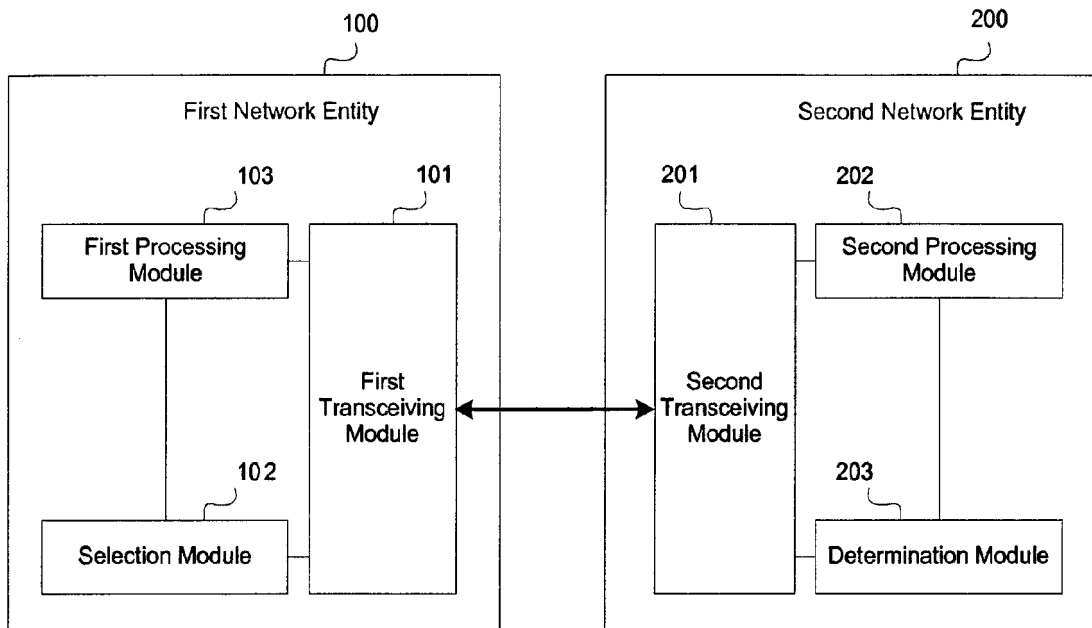 100
200
First Network Entity
Second Network Entity
103
101
201
202
First Processing
Module
Second Processing
Module
First
Transceiving
Module
Second
Transceiving
Module
102
203
Selection Module
Determination Module